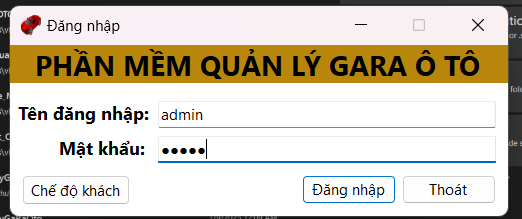 Đăng nhập
PHẦN MỀM QUẢN LÝ GARA Ô TÔ
Tên đăng nhập: admin
Mật khẩu: ●●●●●
Chế độ khách Đăng nhập Thoát